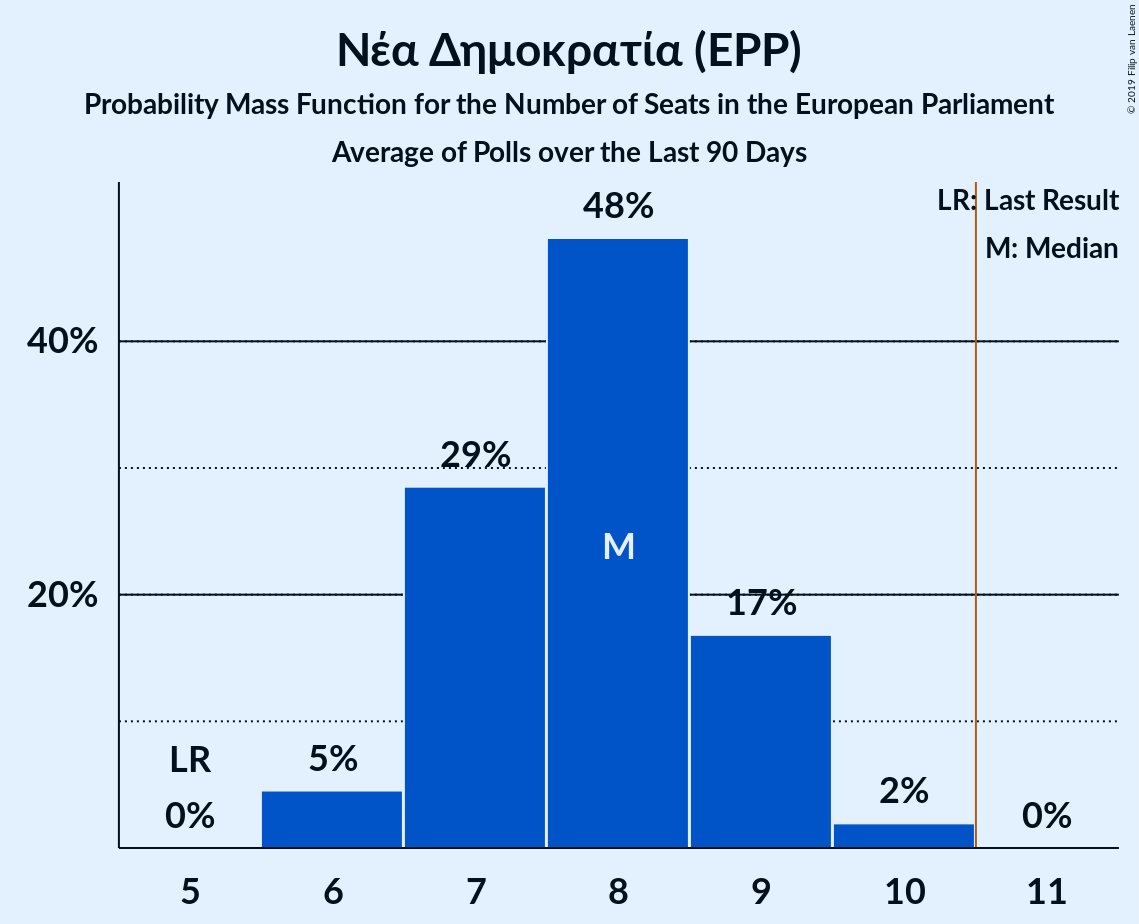 Νέα Δημοκρατία (EPP)
Probability Mass Function for the Number of Seats in the European Parliament
Average of Polls over the Last 90 Days
© 2019 Filip van Laenen
LR: Last Result
M: Median
48%
40%
29%
M
20%
17%
LR
5%
2%
0%
0%
5 6 7 8 9 10 11